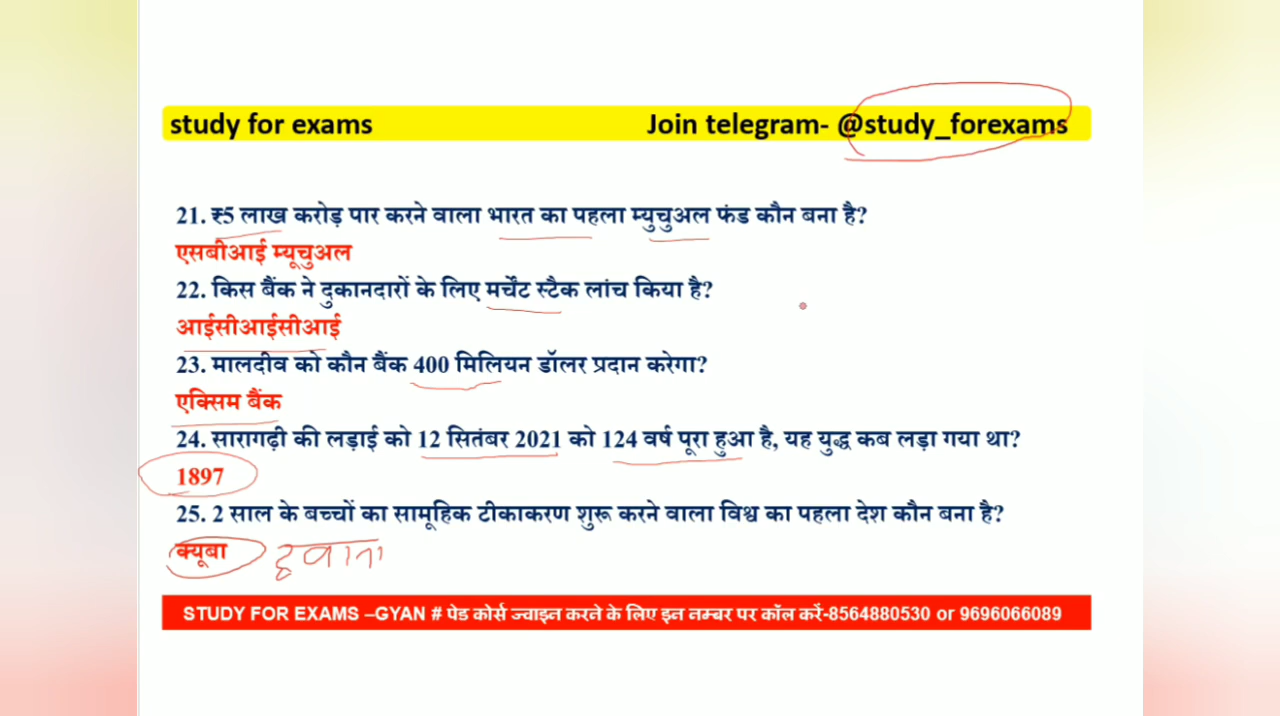 study for exams Join telegram- @study_forexams
21. ₹5 लाख करोड़ पार करने वाला भारत का पहला म्युचुअल फंड कौन बना है?
एसबीआई म्यूचुअल
22. किस बैंक ने दुकानदारों के लिए मर्चेंट स्टैक लांच किया है?
आईसीआईसीआई
23. मालदीव को कौन बैंक 400 मिलियन डॉलर प्रदान करेगा?
एक्सिम बैंक
24. सारागढ़ी की लड़ाई को 12 सितंबर 2021 को 124 वर्ष पूरा हुआ है, यह युद्ध कब लड़ा गया था?
1897
25. 2 साल के बच्चों का सामूहिक टीकाकरण शुरू करने वाला विश्व का पहला देश कौन बना है?
क्यूबा हवाना
STUDY FOR EXAMS –GYAN # पेड कोर्स ज्वाइन करने के लिए इन नम्बर पर कॉल करें-8564880530 or 9696066089